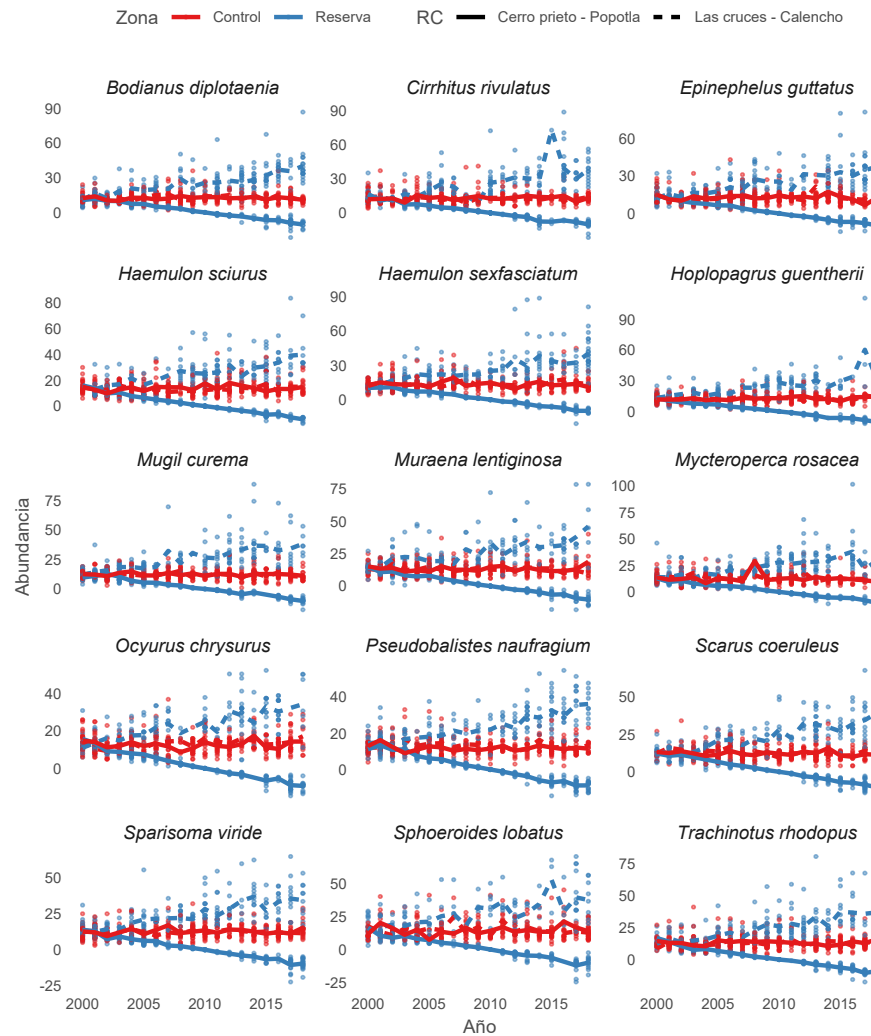 Zona Control Reserva RC Cerro prieto - Popotla Las cruces - Calencho
Bodianus diplotaenia Cirrhitus rivulatus Epinephelus guttatus
90 60 30 0
90 60 30 0
60 30 0
Haemulon sciurus Haemulon sexfasciatum Hoplopagrus guentherii
80 60 40 20 0
90 60 30 0
90 60 30 0
Mugil curema Muraena lentiginosa Mycteroperca rosacea
75 50 25 0
75 50 25 0
100 75 50 25 0
Abundancia
Ocyurus chrysurus Pseudobalistes naufragium Scarus coeruleus
40 20 0
40 20 0
50 25 0
Sparisoma viride Sphoeroides lobatus Trachinotus rhodopus
50 25 0 -25
50 25 0 -25
75 50 25 0
2000 2005 2010 2015 2000 2005 2010 2015 2000 2005 2010 2015
Año